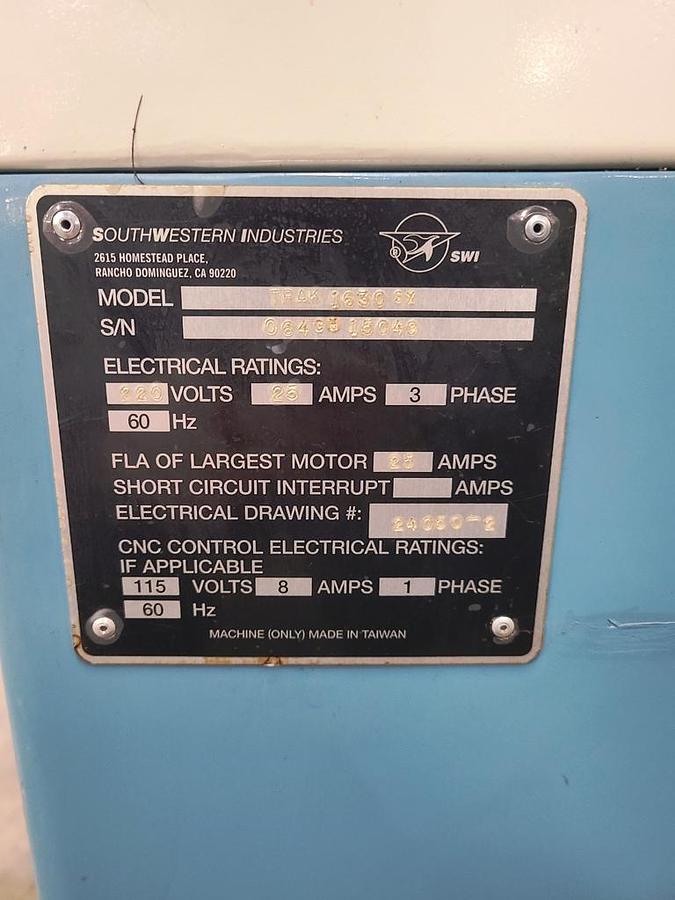 SOUTHWESTERN INDUSTRIES
2615 HOMESTEAD PLACE,
RANCHO DOMINGUEZ, CA 90220
® SWI
MODEL TRAK 1630 SX
S/N
ELECTRICAL RATINGS:
220 VOLTS 25 AMPS 3 PHASE
60 Hz
FLA OF LARGEST MOTOR 25 AMPS
SHORT CIRCUIT INTERRUPT AMPS
ELECTRICAL DRAWING #: 24050-2
CNC CONTROL ELECTRICAL RATINGS:
IF APPLICABLE
115 VOLTS 8 AMPS 1 PHASE
60 Hz
MACHINE (ONLY) MADE IN TAIWAN